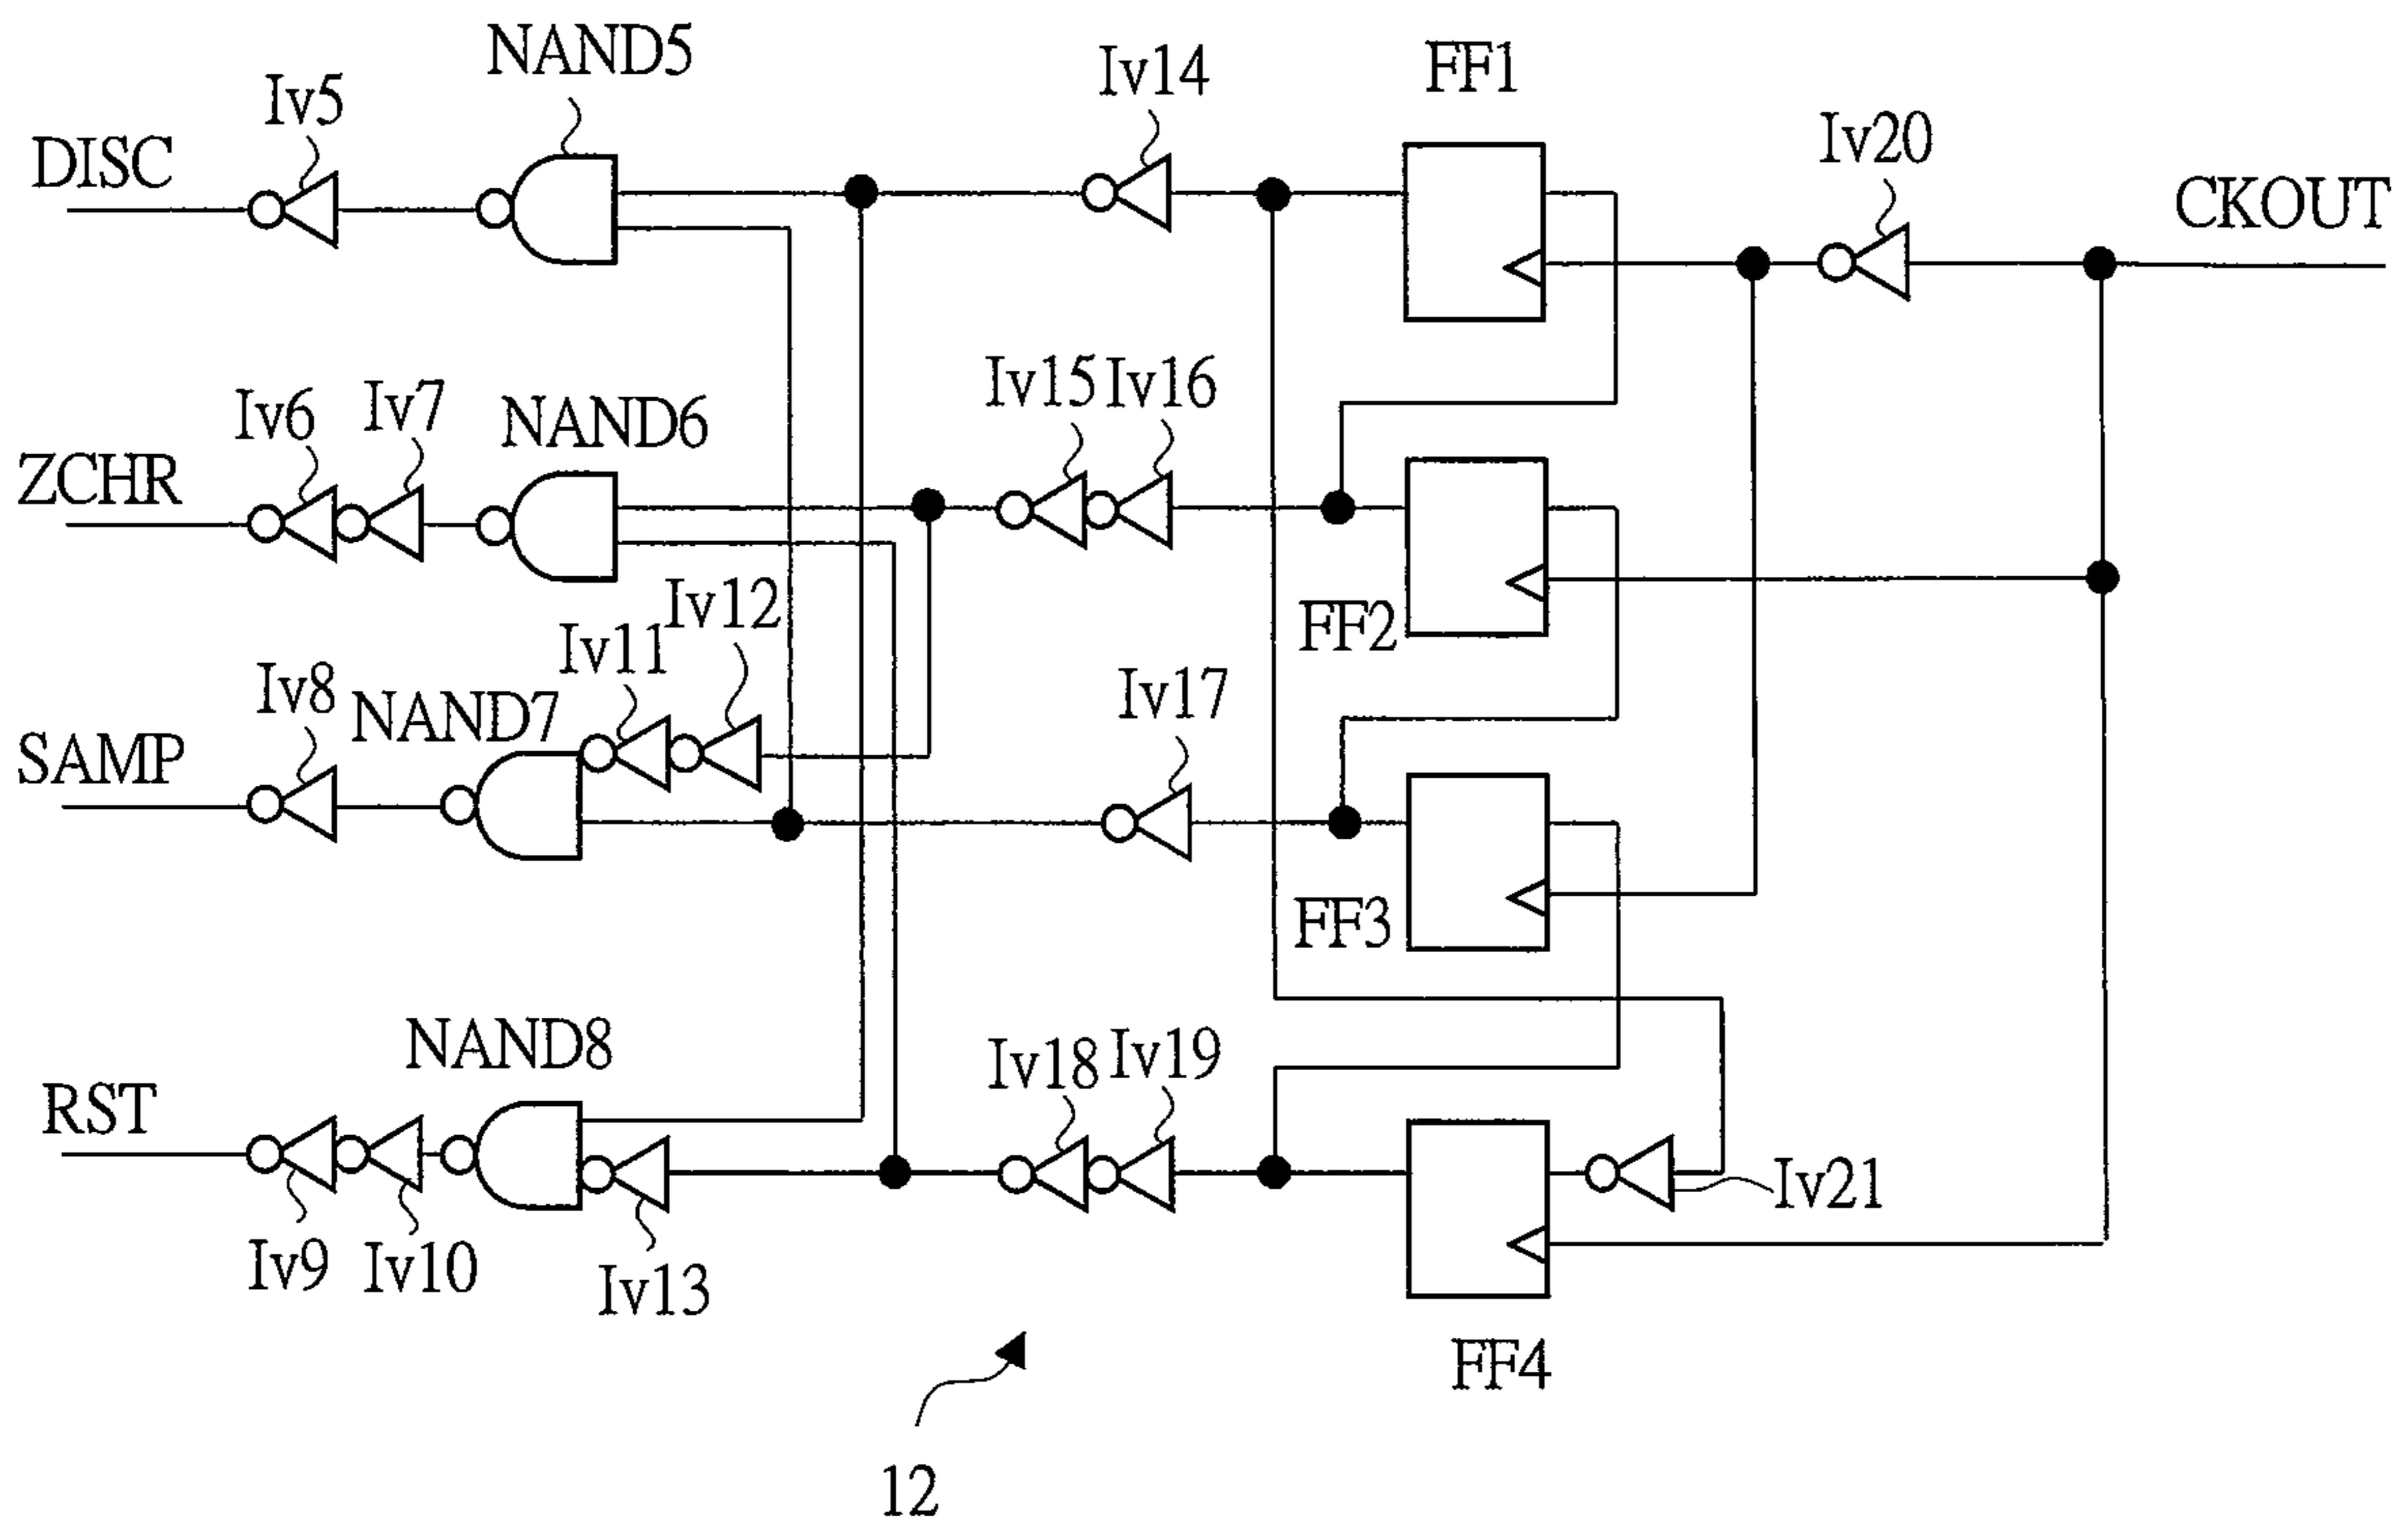 NAND5
Iv14
FF1
Iv5
Iv20
DISC
CKOUT
Iv15
Iv16
Iv6
Iv7
NAND6
ZCHR
Iv12
FF2
Iv11
Iv8
NAND7
Iv17
SAMP
FF3
NAND8
Iv18
Iv19
RST
Iv21
Iv9
Iv10
Iv13
FF4
12